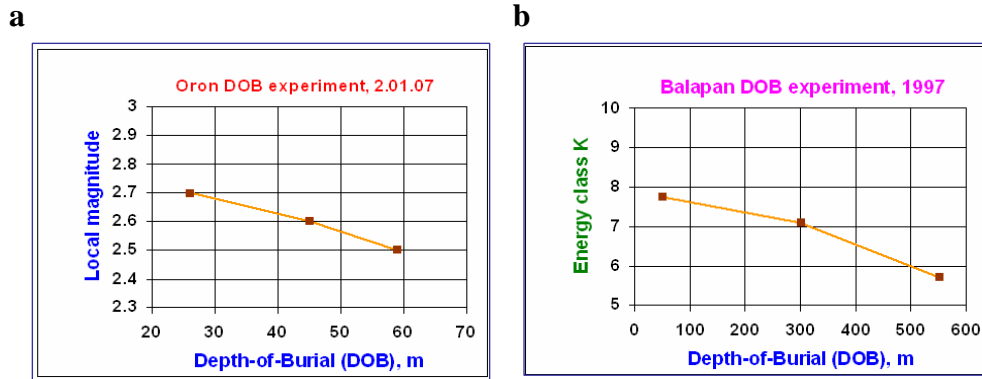 a
Oron DOB experiment, 2.01.07
Local magnitude
3
2.9
2.8
2.7
2.6
2.5
2.4
2.3
20 30 40 50 60 70
Depth-of-Burial (DOB), m
b
Balapan DOB experiment, 1997
Energy class K
10
9
8
7
6
5
0 100 200 300 400 500 600
Depth-of-Burial (DOB), m